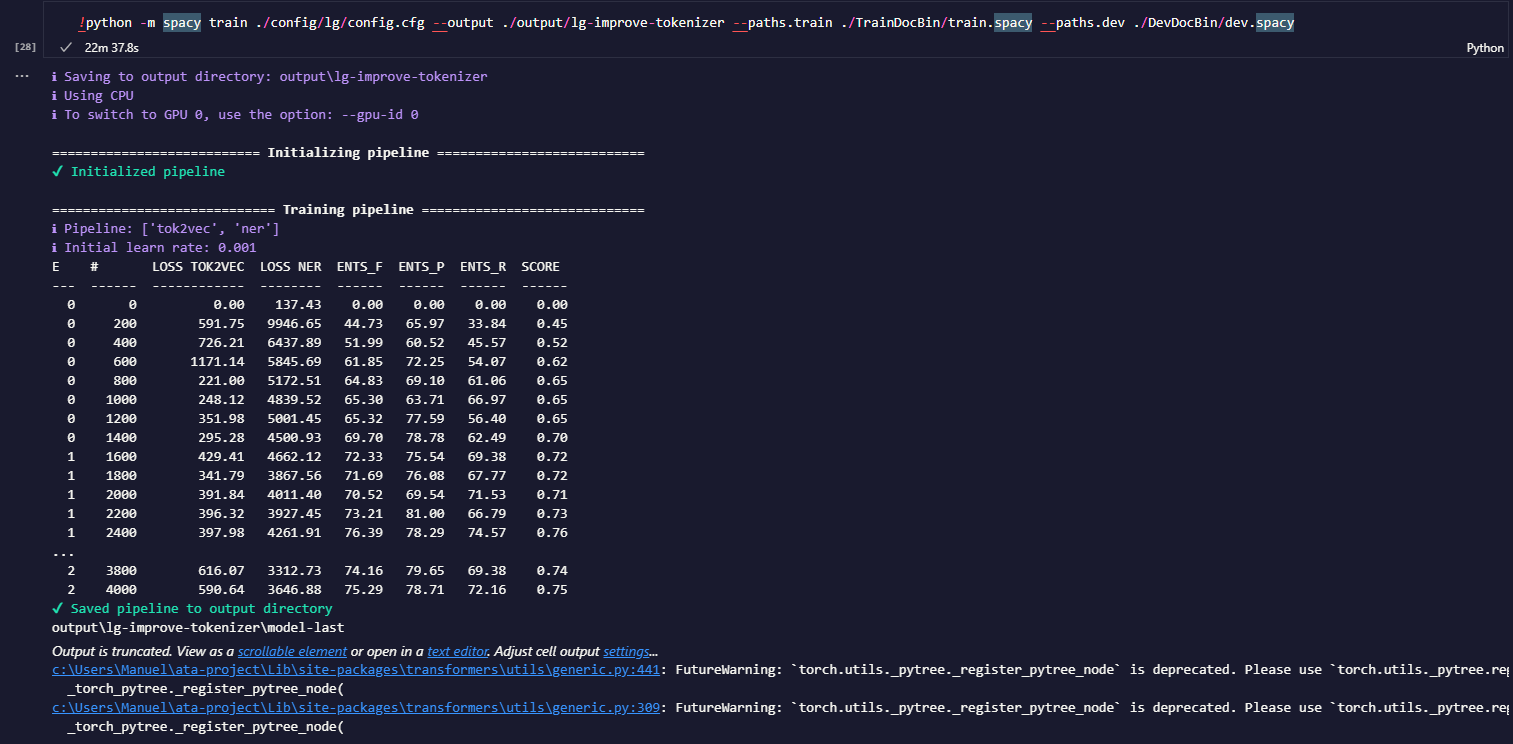 !python -m spacy train ./config/lg/config.cfg --output ./output/lg-improve-tokenizer --paths.train ./TrainDocBin/train.spacy --paths.dev ./DevDocBin/dev.spacy
[28] ✓ 22m 37.8s Python
... ℹ Saving to output directory: output\lg-improve-tokenizer
ℹ Using CPU
ℹ To switch to GPU 0, use the option: --gpu-id 0
=========================== Initializing pipeline ===========================
✔ Initialized pipeline
============================= Training pipeline =============================
ℹ Pipeline: ['tok2vec', 'ner']
ℹ Initial learn rate: 0.001
E    #       LOSS TOK2VEC  LOSS NER  ENTS_F  ENTS_P  ENTS_R  SCORE
---  ------  ------------  --------  ------  ------  ------  ------
  0       0          0.00    137.43    0.00    0.00    0.00    0.00
  0     200        591.75   9946.65   44.73   65.97   33.84    0.45
  0     400        726.21   6437.89   51.99   60.52   45.57    0.52
  0     600       1171.14   5845.69   61.85   72.25   54.07    0.62
  0     800        221.00   5172.51   64.83   69.10   61.06    0.65
  0    1000        248.12   4839.52   65.30   63.71   66.97    0.65
  0    1200        351.98   5001.45   65.32   77.59   56.40    0.65
  0    1400        295.28   4500.93   69.70   78.78   62.49    0.70
  1    1600        429.41   4662.12   72.33   75.54   69.38    0.72
  1    1800        341.79   3867.56   71.69   76.08   67.77    0.72
  1    2000        391.84   4011.40   70.52   69.54   71.53    0.71
  1    2200        396.32   3927.45   73.21   81.00   66.79    0.73
  1    2400        397.98   4261.91   76.39   78.29   74.57    0.76
...
  2    3800        616.07   3312.73   74.16   79.65   69.38    0.74
  2    4000        590.64   3646.88   75.29   78.71   72.16    0.75
✔ Saved pipeline to output directory
output\lg-improve-tokenizer\model-last
Output is truncated. View as a scrollable element or open in a text editor. Adjust cell output settings...
c:\Users\Manuel\ata-project\Lib\site-packages\transformers\utils\generic.py:441: FutureWarning: `torch.utils._pytree._register_pytree_node` is deprecated. Please use `torch.utils._pytree.reg
_torch_pytree._register_pytree_node(
c:\Users\Manuel\ata-project\Lib\site-packages\transformers\utils\generic.py:309: FutureWarning: `torch.utils._pytree._register_pytree_node` is deprecated. Please use `torch.utils._pytree.reg
_torch_pytree._register_pytree_node(